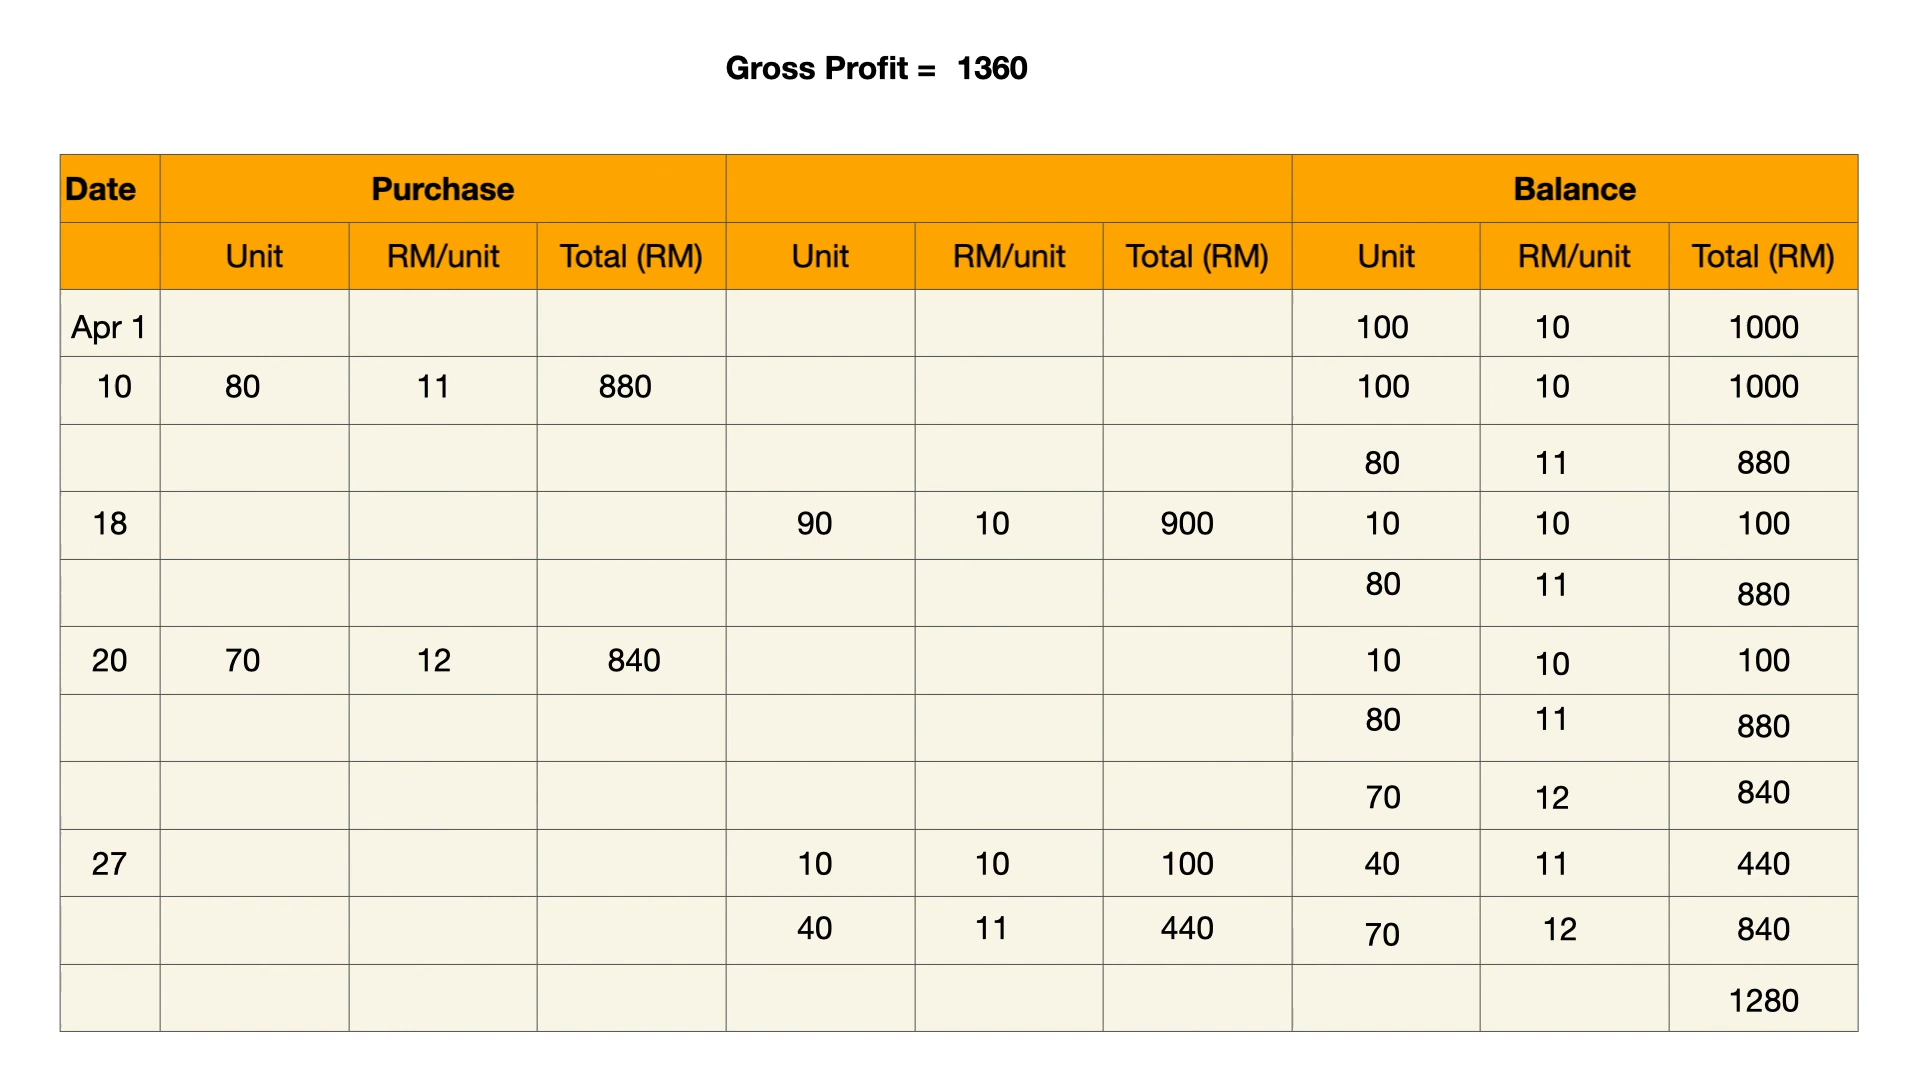 Gross Profit = 1360
Date Purchase Balance
Unit RM/unit Total (RM) Unit RM/unit Total (RM) Unit RM/unit Total (RM)
Apr 1 100 10 1000
10 80 11 880 100 10 1000
80 11 880
18 90 10 900 10 10 100
80 11 880
20 70 12 840 10 10 100
80 11 880
70 12 840
27 10 10 100 40 11 440
40 11 440 70 12 840
1280